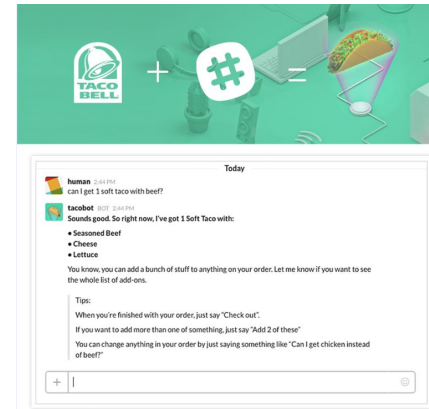 TACO
BELL
+
#
=
Today
human 2:44 PM
can I get 1 soft taco with beef?
tacobot BOT 2:44 PM
Sounds good. So right now, I've got 1 Soft Taco with:
• Seasoned Beef
• Cheese
• Lettuce
You know, you can add a bunch of stuff to anything on your order. Let me know if you want to see
the whole list of add-ons.
Tips:
When you're finished with your order, just say "Check out".
If you want to add more than one of something, just say "Add 2 of these"
You can change anything in your order by just saying something like "Can I get chicken instead
of beef?"
+